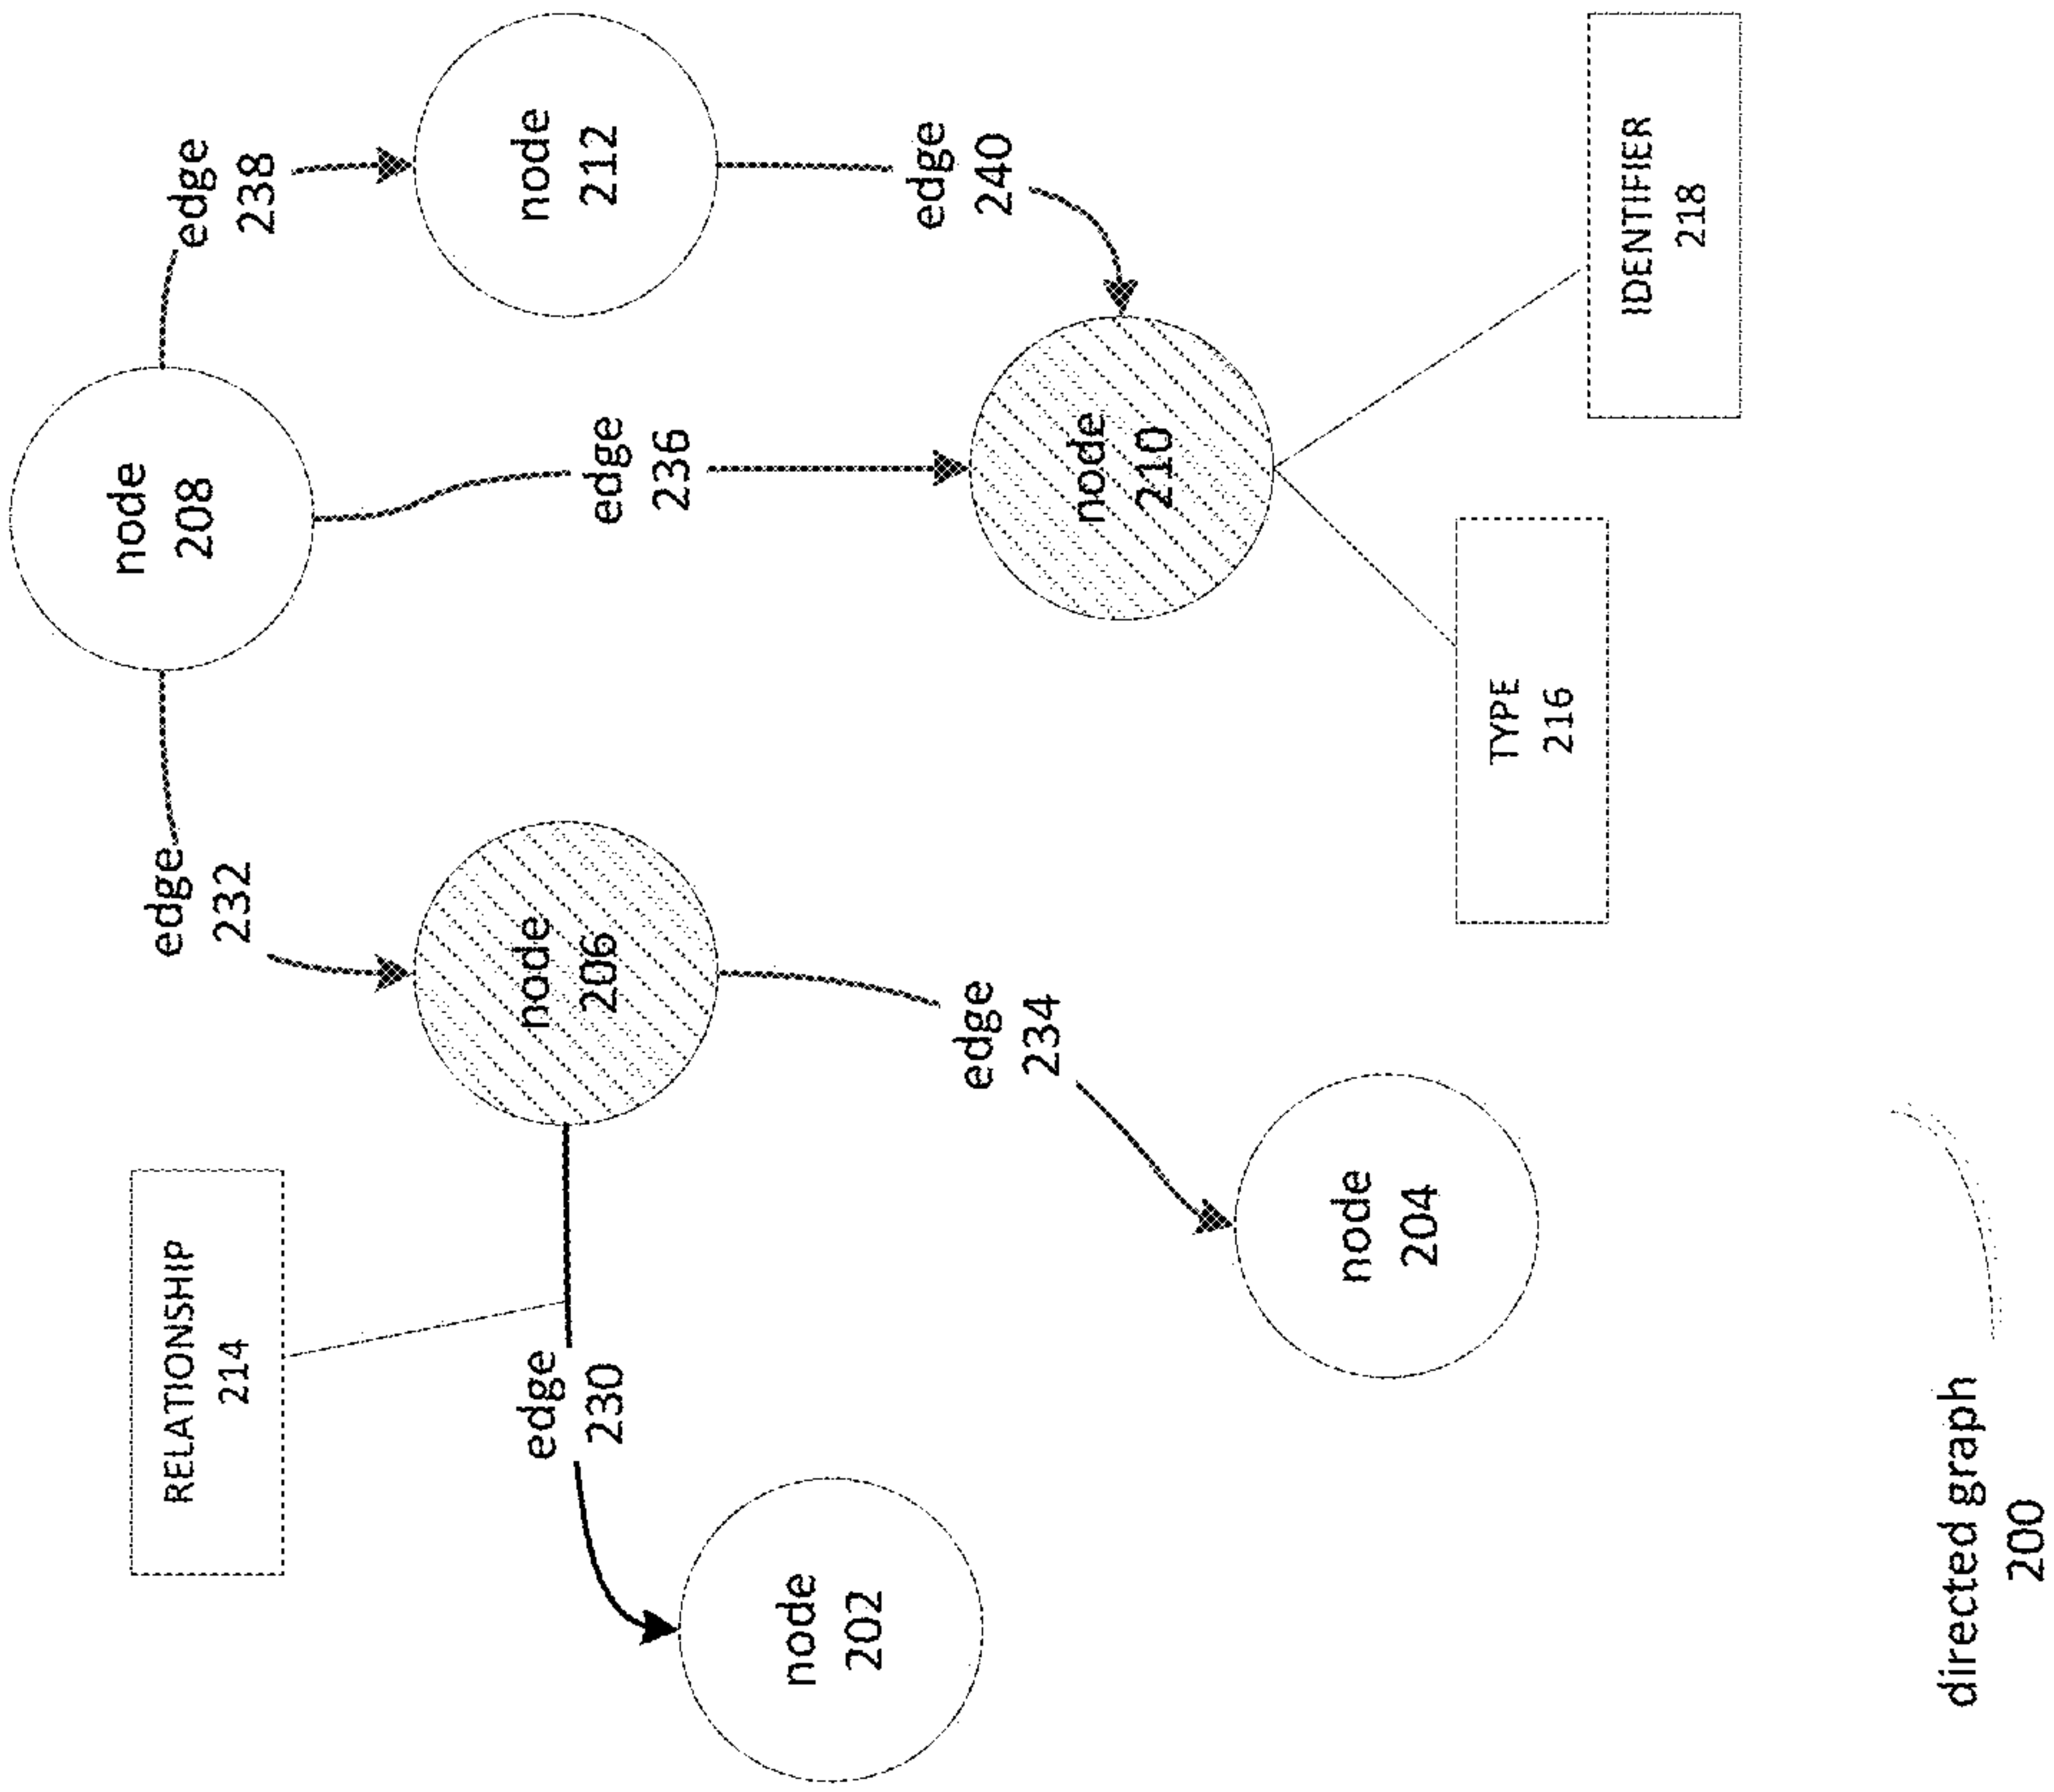 RELATIONSHIP
214
edge
230
node
202
edge
232
node
206
edge
234
node
204
node
208
edge
236
edge
238
node
212
edge
240
node
210
TYPE
216
IDENTIFIER
218
directed graph
200